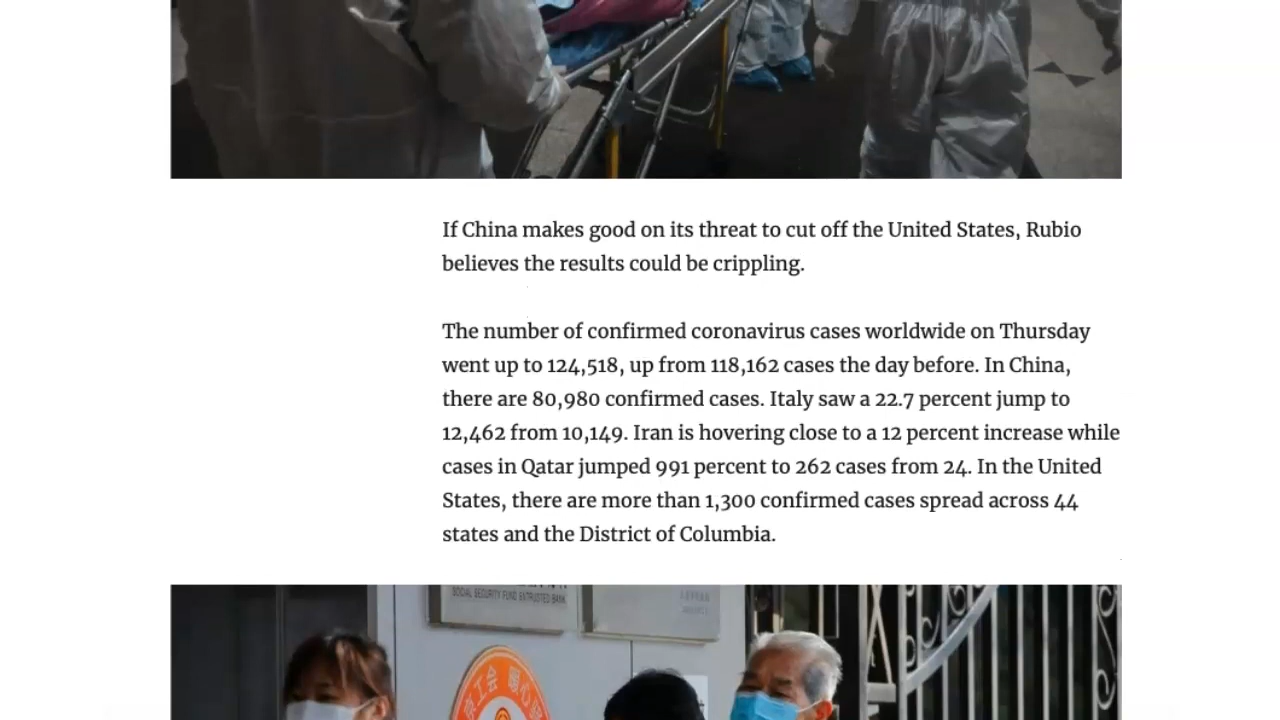 If China makes good on its threat to cut off the United States, Rubio
believes the results could be crippling.
The number of confirmed coronavirus cases worldwide on Thursday
went up to 124,518, up from 118,162 cases the day before. In China,
there are 80,980 confirmed cases. Italy saw a 22.7 percent jump to
12,462 from 10,149. Iran is hovering close to a 12 percent increase while
cases in Qatar jumped 991 percent to 262 cases from 24. In the United
States, there are more than 1,300 confirmed cases spread across 44
states and the District of Columbia.
SOCIAL SECURITY FUND ENTRUSTED BANK
工会 暖心